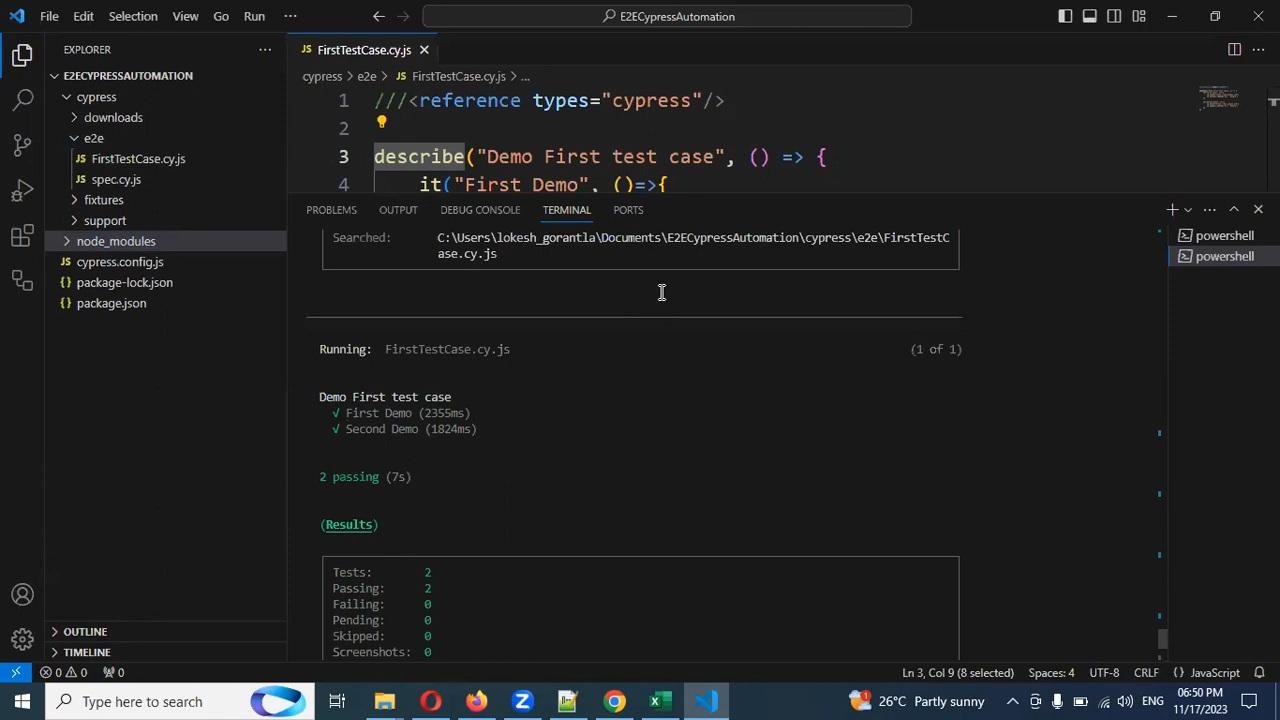 File Edit Selection View Go Run ···
E2ECypressAutomation
EXPLORER
E2ECYPRESSAUTOMATION
cypress
downloads
e2e
JS FirstTestCase.cy.js
JS spec.cy.js
fixtures
support
node_modules
JS cypress.config.js
{} package-lock.json
{} package.json
OUTLINE
TIMELINE
JS FirstTestCase.cy.js
cypress > e2e > JS FirstTestCase.cy.js > ...
1 ///<reference types="cypress"/>
2
3 describe("Demo First test case", () => {
4 it("First Demo", ()=>{
PROBLEMS OUTPUT DEBUG CONSOLE TERMINAL PORTS
powershell
powershell
Searched: C:\Users\lokesh_gorantla\Documents\E2ECypressAutomation\cypress\e2e\FirstTestC
ase.cy.js
Running: FirstTestCase.cy.js (1 of 1)
Demo First test case
√ First Demo (2355ms)
√ Second Demo (1824ms)
2 passing (7s)
(Results)
Tests: 2
Passing: 2
Failing: 0
Pending: 0
Skipped: 0
Screenshots: 0
0 0 0 Ln 3, Col 9 (8 selected) Spaces: 4 UTF-8 CRLF {} JavaScript
Type here to search
1 26°C Partly sunny ENG 06:50 PM
11/17/2023